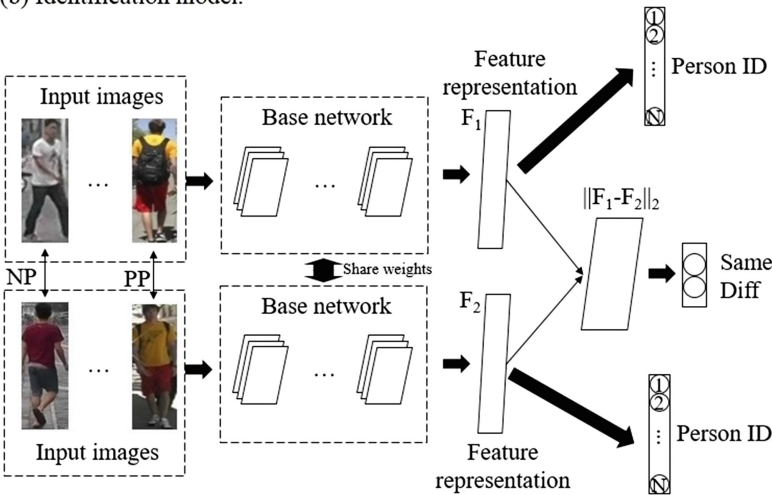 (b) Identification model.
Feature
representation
Person ID
1
2
⋮
N
Input images
Base network
F₁
...
...
||F₁-F₂||₂
NP
PP
Share weights
Same
Diff
Base network
F₂
...
...
Input images
Feature
representation
Person ID
1
2
⋮
N